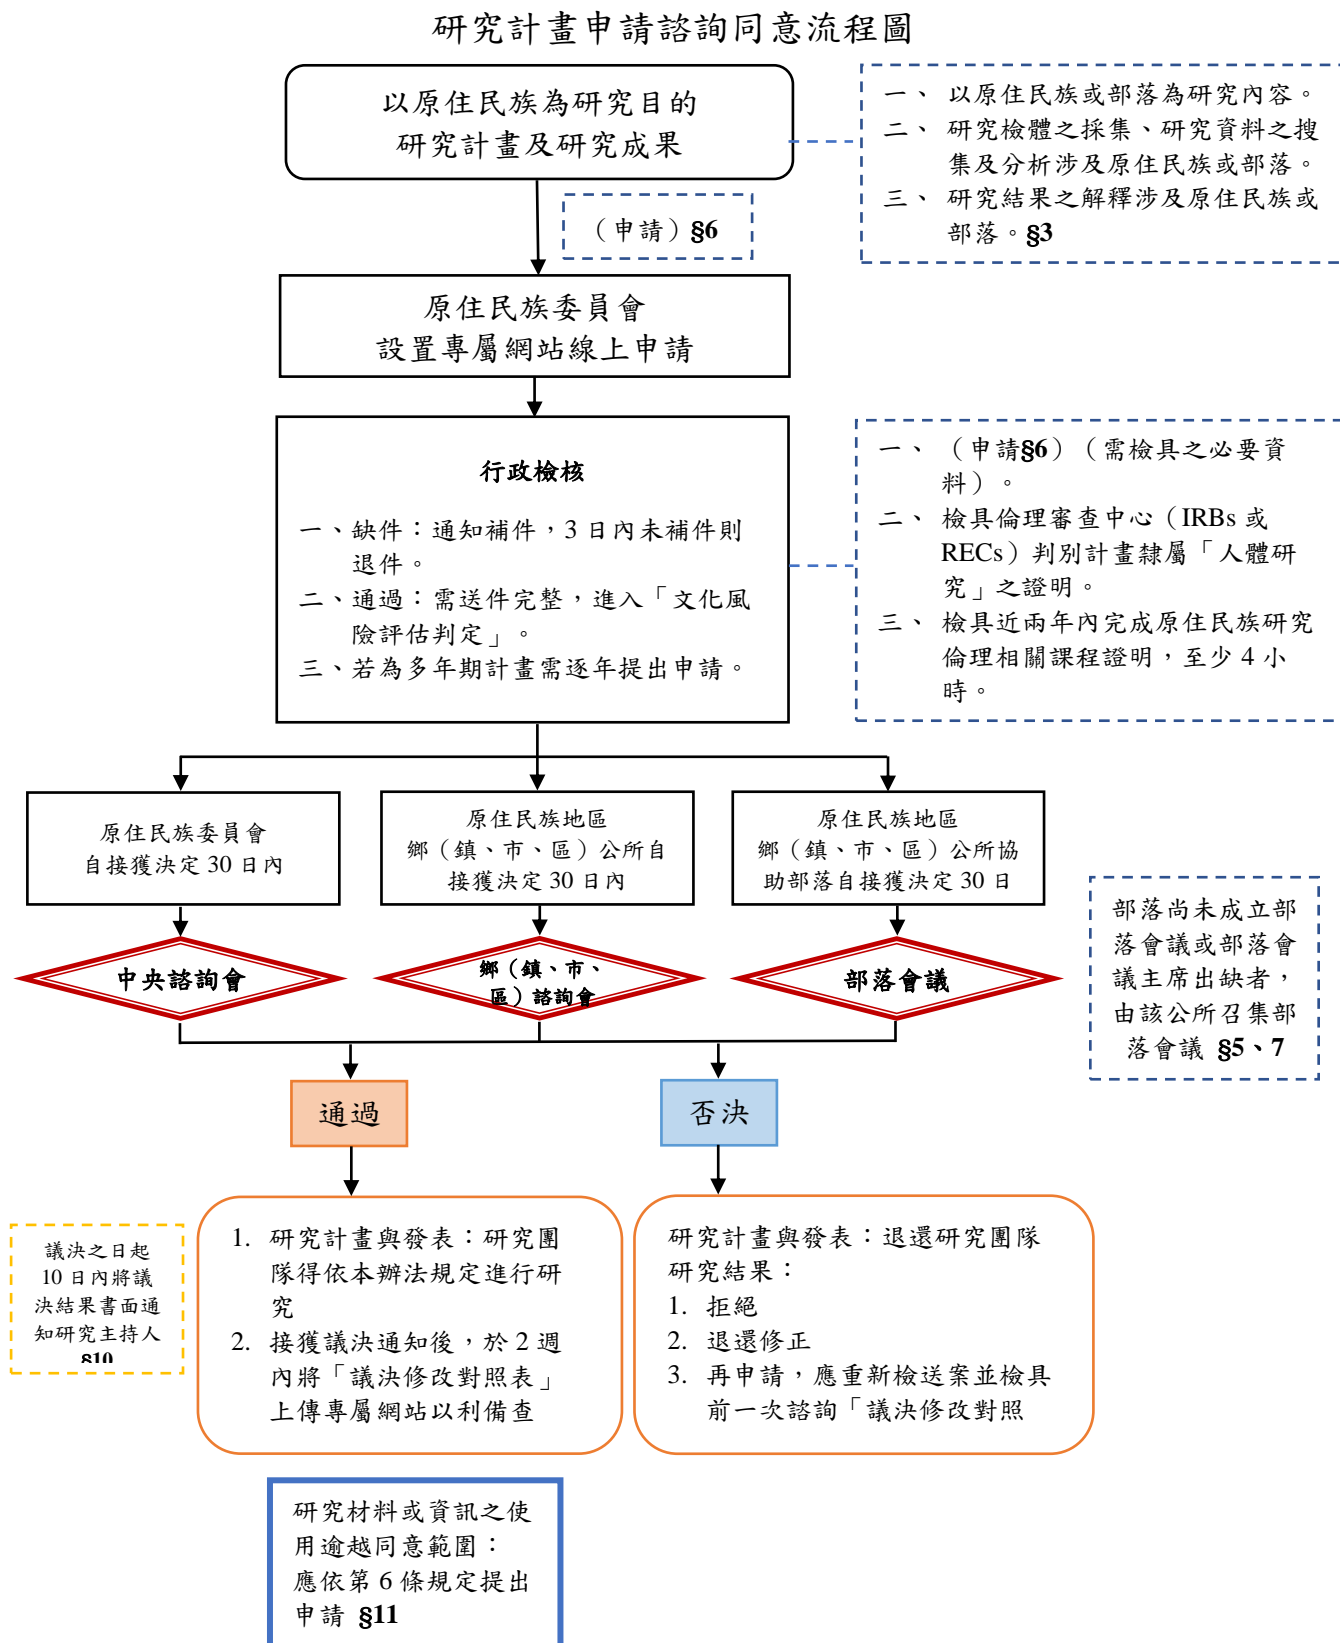 研究計畫申請諮詢同意流程圖
以原住民族為研究目的
研究計畫及研究成果
一、 以原住民族或部落為研究內容。
二、 研究檢體之採集、研究資料之搜
集及分析涉及原住民族或部落。
三、 研究結果之解釋涉及原住民族或
部落。§3
（申請）§6
原住民族委員會
設置專屬網站線上申請
行政檢核
一、缺件：通知補件，3 日內未補件則
退件。
二、通過：需送件完整，進入「文化風
險評估判定」。
三、若為多年期計畫需逐年提出申請。
一、 （申請§6）（需檢具之必要資
料）。
二、 檢具倫理審查中心（IRBs 或
RECs）判別計畫隸屬「人體研
究」之證明。
三、 檢具近兩年內完成原住民族研究
倫理相關課程證明，至少 4 小
時。
原住民族委員會
自接獲決定 30 日內
原住民族地區
鄉（鎮、市、區）公所自
接獲決定 30 日內
原住民族地區
鄉（鎮、市、區）公所協
助部落自接獲決定 30 日
中央諮詢會
鄉（鎮、市、
區）諮詢會
部落會議
部落尚未成立部
落會議或部落會
議主席出缺者，
由該公所召集部
落會議 §5、7
通過
否決
議決之日起
10 日內將議
決結果書面通
知研究主持人
§10
1. 研究計畫與發表：研究團
隊得依本辦法規定進行研
究
2. 接獲議決通知後，於 2 週
內將「議決修改對照表」
上傳專屬網站以利備查
研究計畫與發表：退還研究團隊
研究結果：
1. 拒絕
2. 退還修正
3. 再申請，應重新檢送案並檢具
前一次諮詢「議決修改對照
研究材料或資訊之使
用逾越同意範圍：
應依第 6 條規定提出
申請 §11